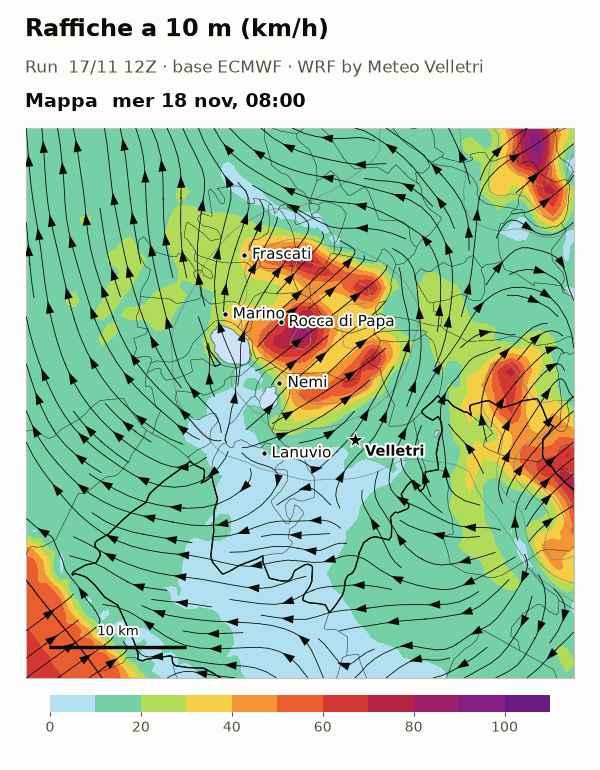 Raffiche a 10 m (km/h)
Run  17/11 12Z · base ECMWF · WRF by Meteo Velletri
Mappa  mer 18 nov, 08:00
Frascati
Marino
Rocca di Papa
Nemi
Velletri
Lanuvio
10 km
0 20 40 60 80 100